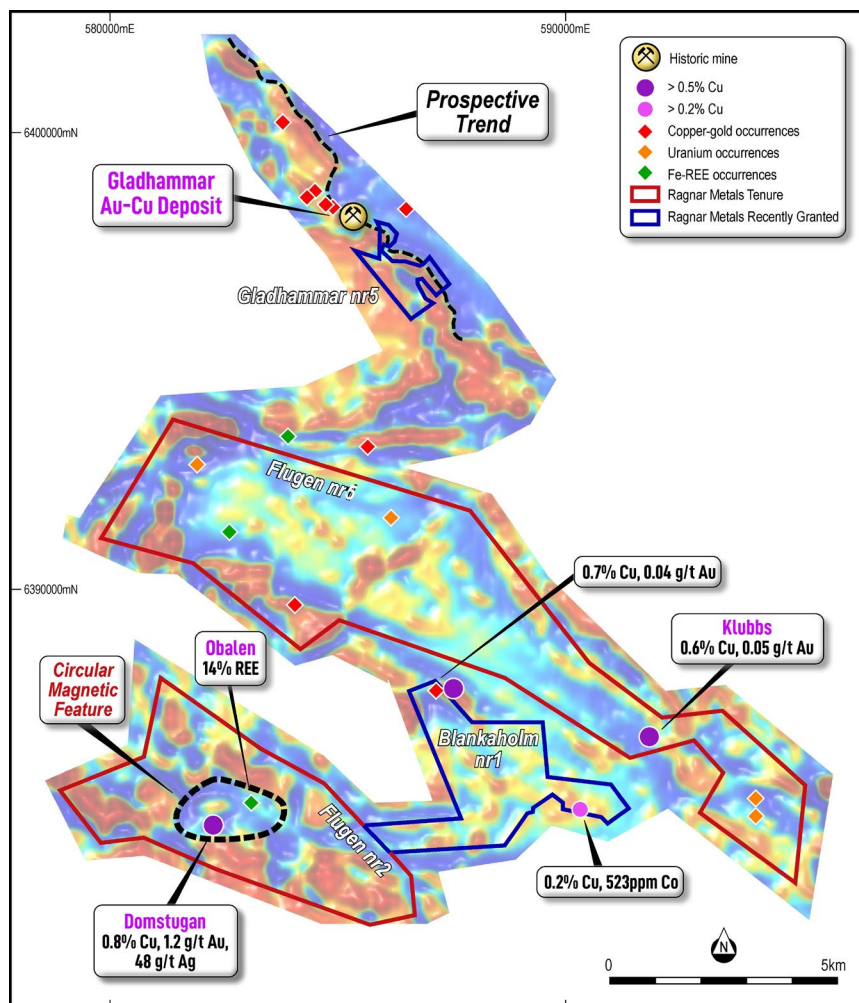 580000mE
590000mE
6400000mN
6390000mN
Historic mine
> 0.5% Cu
> 0.2% Cu
Copper-gold occurrences
Uranium occurrences
Fe-REE occurrences
Ragnar Metals Tenure
Ragnar Metals Recently Granted
Prospective
Trend
Gladhammar
Au-Cu Deposit
Gladhammar nr5
Flugen nr6
0.7% Cu, 0.04 g/t Au
Klubbs
0.6% Cu, 0.05 g/t Au
Obalen
14% REE
Circular
Magnetic
Feature
Blankaholm
nr1
Flugen nr2
0.2% Cu, 523ppm Co
Domstugan
0.8% Cu, 1.2 g/t Au,
48 g/t Ag
N
0
5km